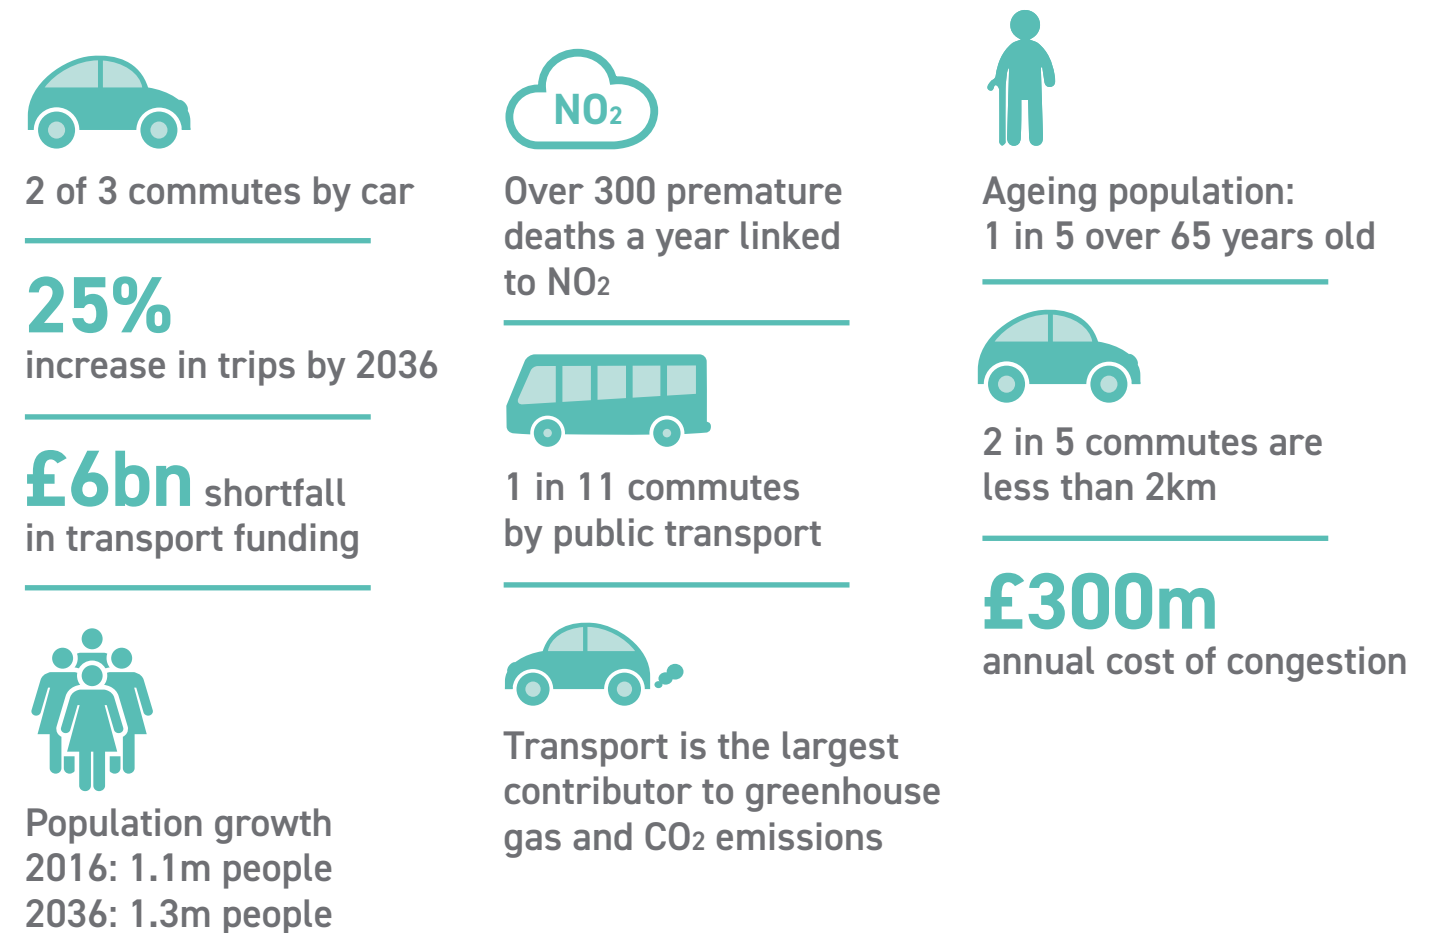 2 of 3 commutes by car
25%
increase in trips by 2036
£6bn shortfall
in transport funding
Population growth
2016: 1.1m people
2036: 1.3m people
NO₂
Over 300 premature
deaths a year linked
to NO₂
1 in 11 commutes
by public transport
Transport is the largest
contributor to greenhouse
gas and CO₂ emissions
Ageing population:
1 in 5 over 65 years old
2 in 5 commutes are
less than 2km
£300m
annual cost of congestion